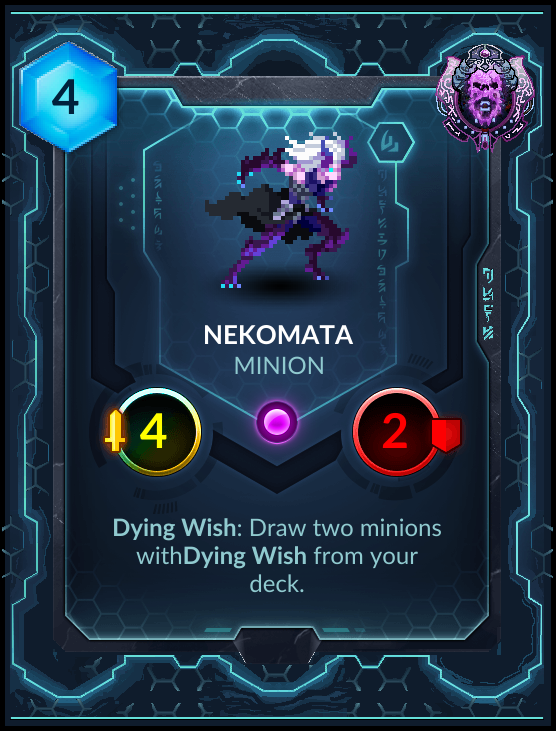 4
NEKOMATA
MINION
4
2
Dying Wish: Draw two minions
withDying Wish from your
deck.